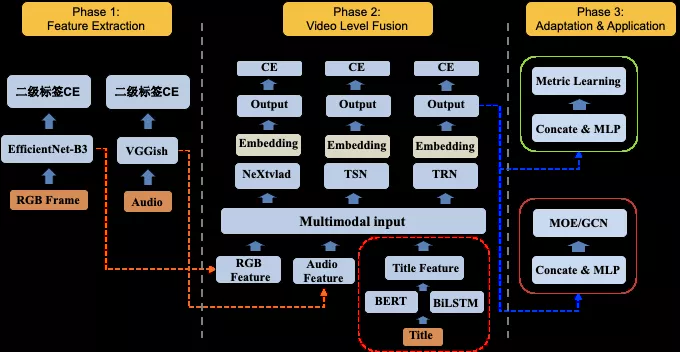 Phase 1:
Feature Extraction
Phase 2:
Video Level Fusion
Phase 3:
Adaptation & Application
二级标签CE
二级标签CE
EfficientNet-B3
VGGish
RGB Frame
Audio
CE
CE
CE
Output
Output
Output
Embedding
Embedding
Embedding
NeXtvlad
TSN
TRN
Multimodal input
RGB
Feature
Audio
Feature
Title Feature
BERT
BiLSTM
Title
Metric Learning
Concate & MLP
MOE/GCN
Concate & MLP